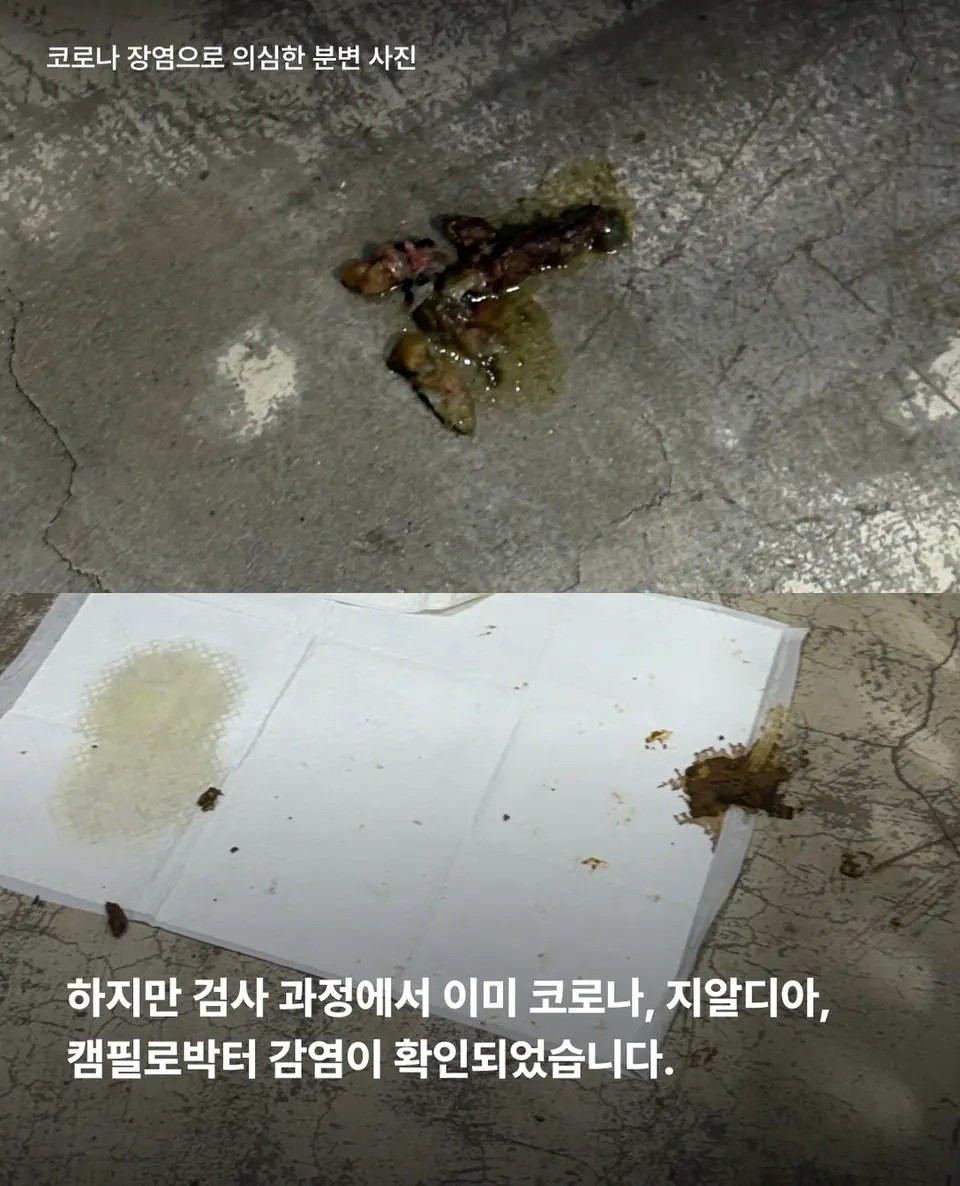 코로나 장염으로 의심한 분변 사진
하지만 검사 과정에서 이미 코로나, 지알디아,
캠필로박터 감염이 확인되었습니다.